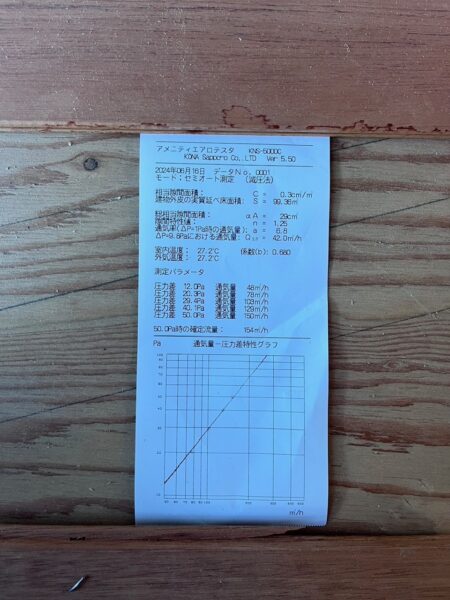 アメニティエアロテスタ KNS-5000C
KONA Sapporo Co.,LTD Ver 5.50
2024年06月16日 データNo. 0001
モード：セミオート測定 (減圧法)
相当隙間面積： C = 0.3c㎡/㎡
建物外皮の実質延べ床面積： S = 99.36㎡
総相当隙間面積： αA = 29c㎡
隙間特性値： n = 1.25
通気率(ΔP=1Pa時の通気量)： a = 6.8
ΔP=9.8Paにおける通気量： Q9.8 = 42.0㎥/h
室内温度： 27.2℃ 係数(b)： 0.680
外気温度： 27.2℃
測定パラメータ
圧力差 12.0Pa 通気量 48㎥/h
圧力差 20.3Pa 通気量 78㎥/h
圧力差 29.4Pa 通気量 103㎥/h
圧力差 40.1Pa 通気量 129㎥/h
圧力差 50.0Pa 通気量 150㎥/h
50.0Pa時の確定流量： 154㎥/h
Pa 通気量－圧力差特性グラフ
㎥/h